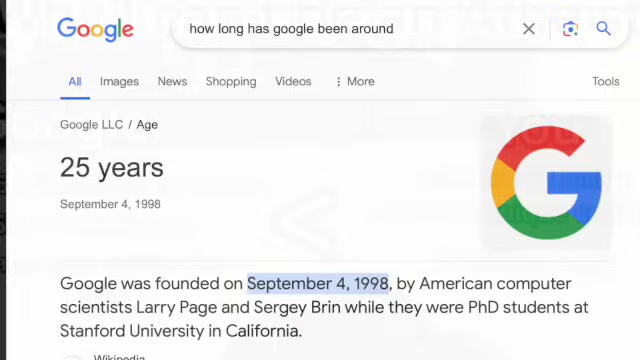 Google how long has google been around
All Images News Shopping Videos More Tools
Google LLC / Age
25 years
September 4, 1998
Google was founded on September 4, 1998, by American computer
scientists Larry Page and Sergey Brin while they were PhD students at
Stanford University in California.
Wikipedia